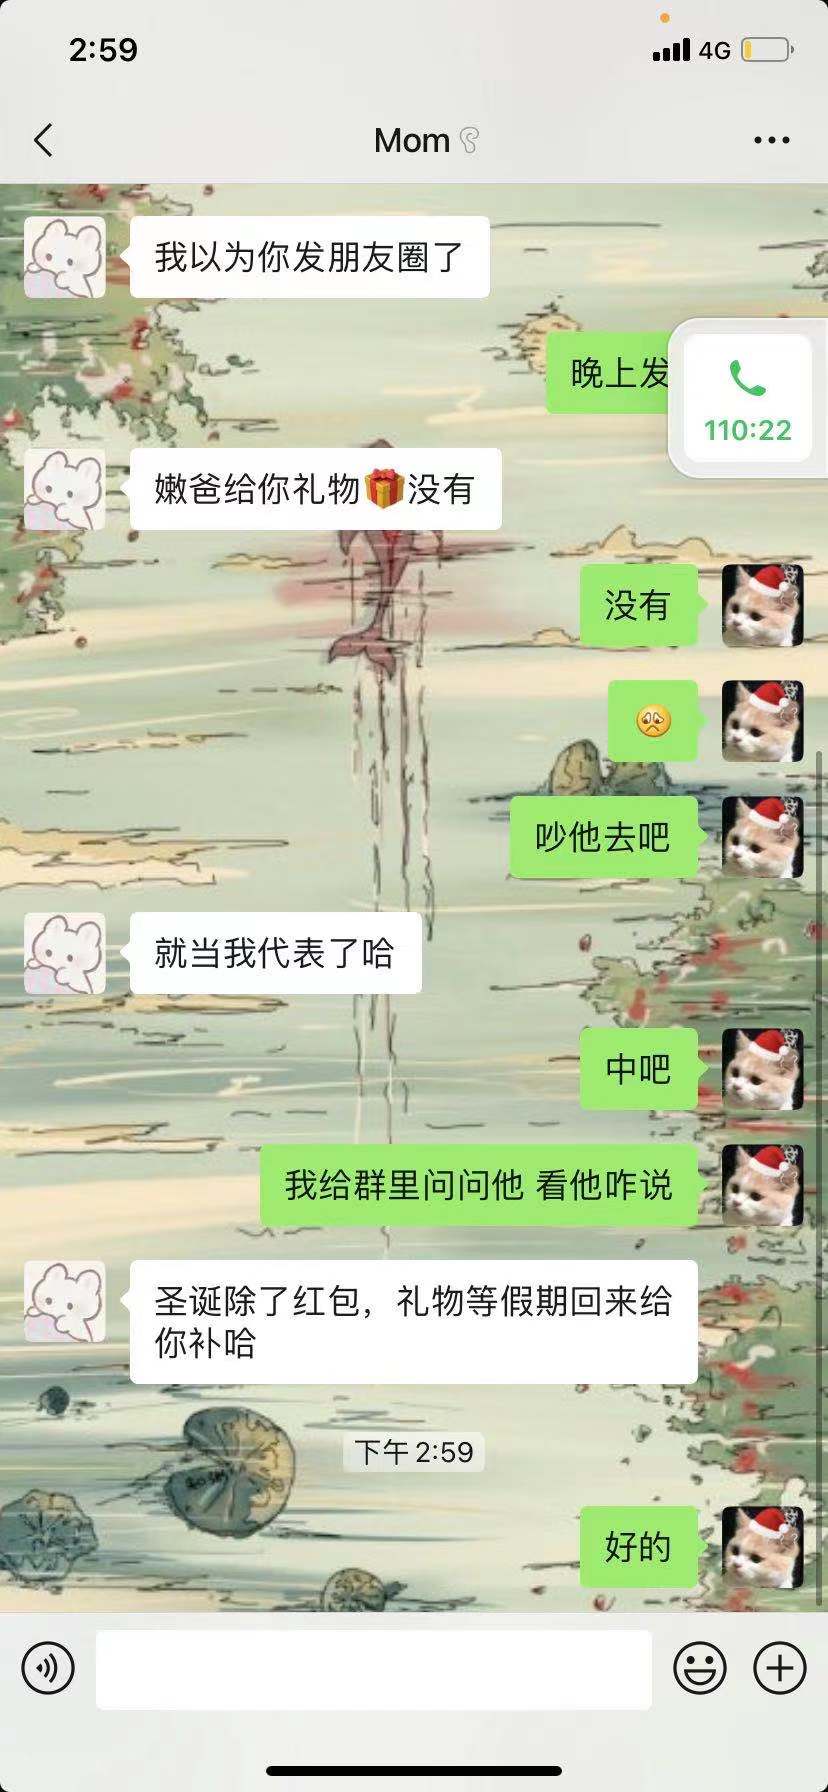 2:59
4G
Mom
我以为你发朋友圈了
晚上发
110:22
嫩爸给你礼物🎁没有
没有
🥺
吵他去吧
就当我代表了哈
中吧
我给群里问问他 看他咋说
圣诞除了红包，礼物等假期回来给
你补哈
下午 2:59
好的